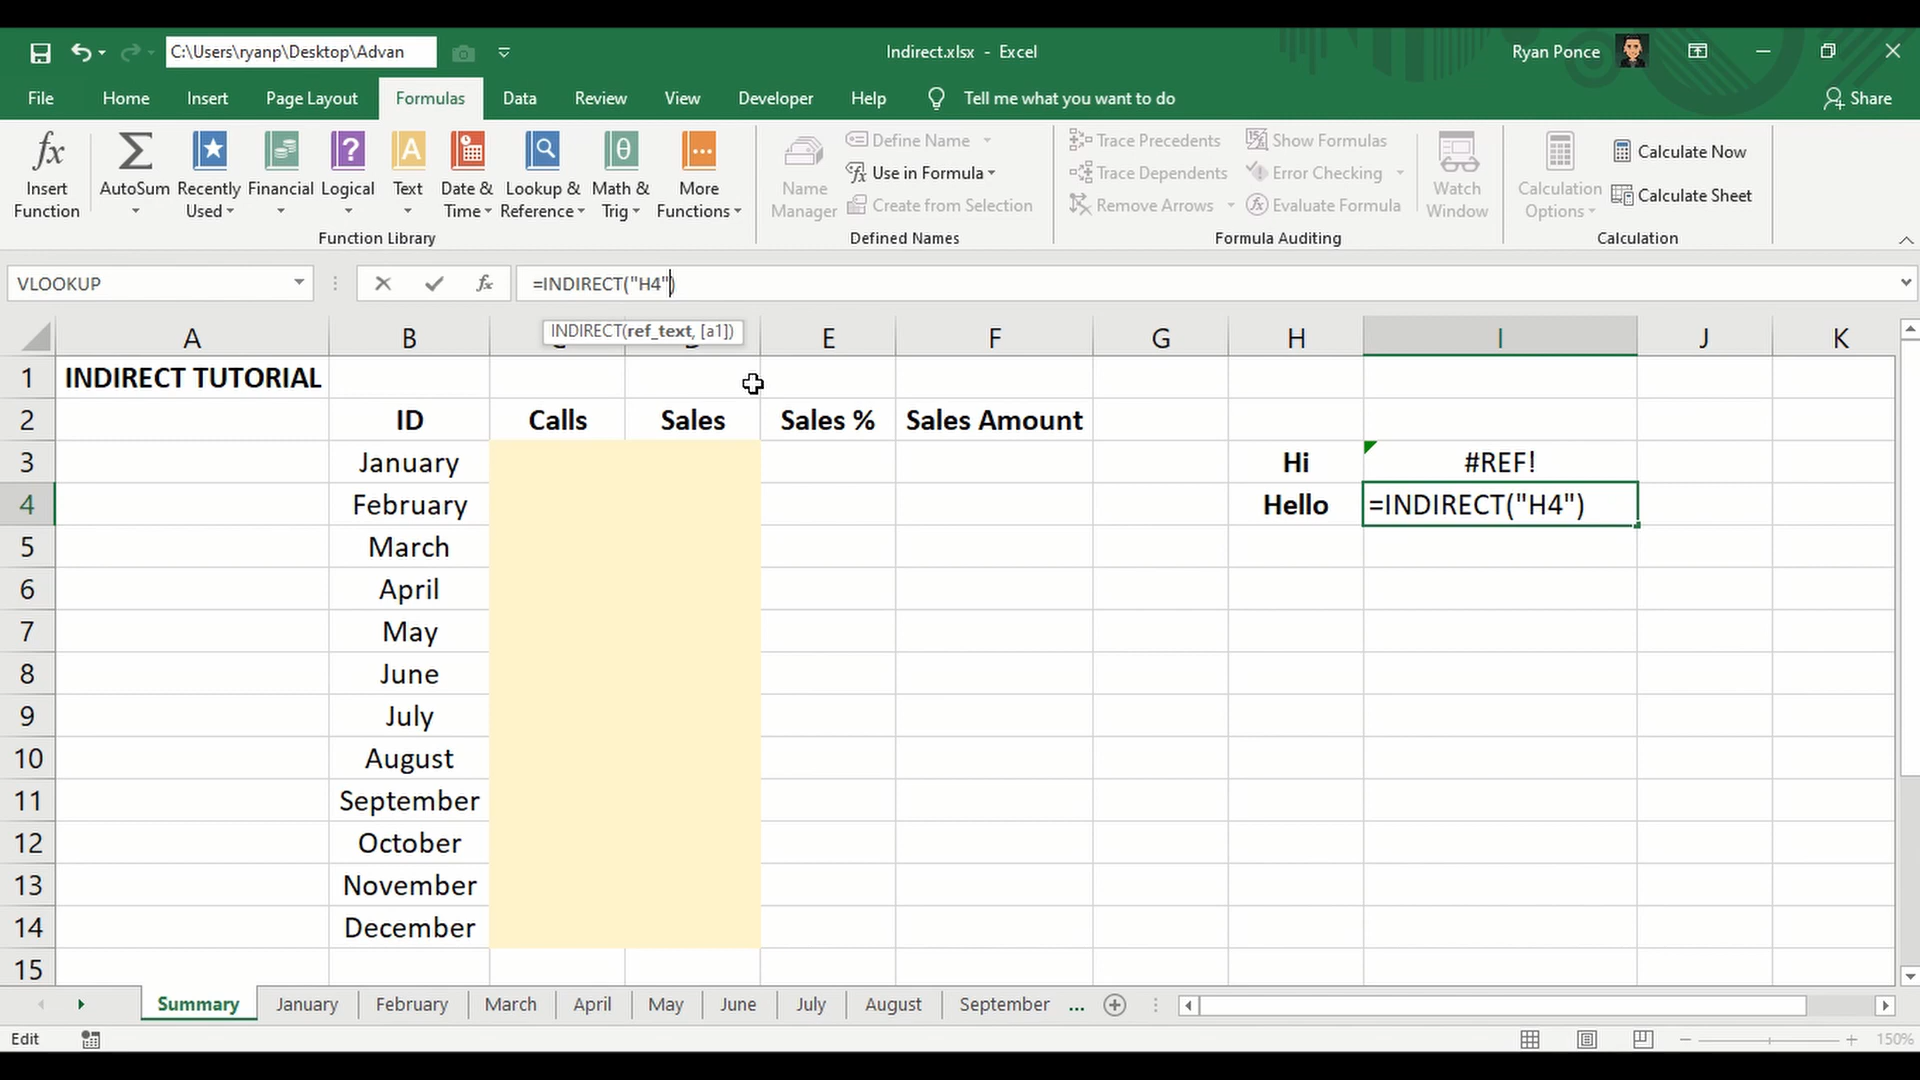 C:\Users\ryanp\Desktop\Advan
Indirect.xlsx - Excel
Ryan Ponce
File Home Insert Page Layout Formulas Data Review View Developer Help Tell me what you want to do Share
Insert Function
AutoSum
Recently Used
Financial
Logical
Text
Date & Time
Lookup & Reference
Math & Trig
More Functions
Function Library
Name Manager
Define Name
Use in Formula
Create from Selection
Defined Names
Trace Precedents
Trace Dependents
Remove Arrows
Show Formulas
Error Checking
Evaluate Formula
Formula Auditing
Watch Window
Calculation Options
Calculate Now
Calculate Sheet
Calculation
VLOOKUP
fx
=INDIRECT("H4")
INDIRECT(ref_text, [a1])
A B E F G H I J K
1 INDIRECT TUTORIAL
2 ID Calls Sales Sales % Sales Amount
3 January Hi #REF!
4 February Hello =INDIRECT("H4")
5 March
6 April
7 May
8 June
9 July
10 August
11 September
12 October
13 November
14 December
15
Summary January February March April May June July August September ...
Edit
150%